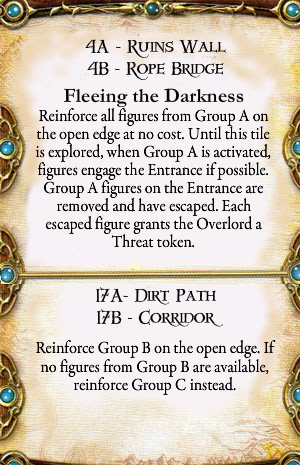 4A - Ruins Wall
4B - Rope Bridge
Fleeing the Darkness
Reinforce all figures from Group A on
the open edge at no cost. Until this tile
is explored, when Group A is activated,
figures engage the Entrance if possible.
Group A figures on the Entrance are
removed and have escaped. Each
escaped figure grants the Overlord a
Threat token.
17A- Dirt Path
17B - Corridor
Reinforce Group B on the open edge. If
no figures from Group B are available,
reinforce Group C instead.